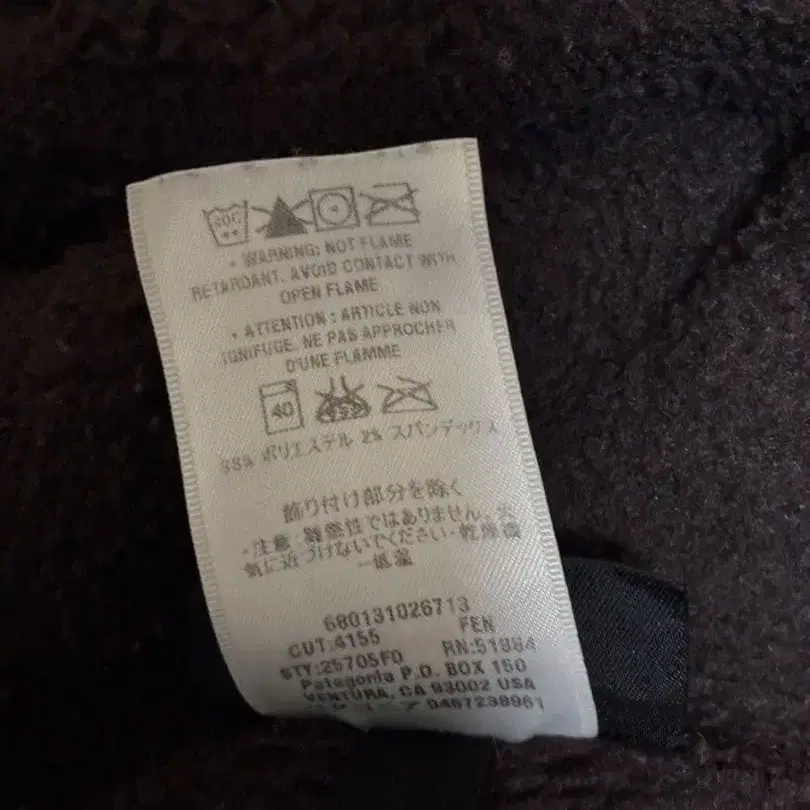 40C
• WARNING: NOT FLAME
RETARDANT. AVOID CONTACT WITH
OPEN FLAME
• ATTENTION : ARTICLE NON
IGNIFUGE. NE PAS APPROCHER
D'UNE FLAMME
40
98% ポリエステル 2% スパンデックス
飾り付け部分を除く
・注意：難燃性ではありません。火
気に近づけないでください・乾燥機
ー低温
680131026713
CUT:4155 FEN
STY:25705F0 RN:51884
Patagonia P.O. BOX 150
VENTURA, CA 93002 USA
0467238961